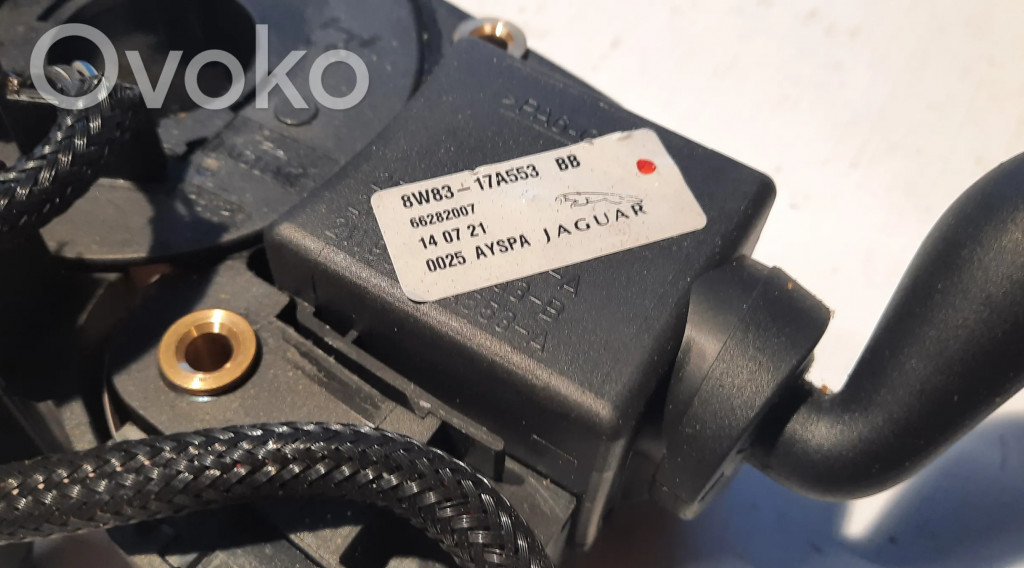 Ovoko
8W83-17A553 BB
66282007
14 07 21
0025 AYSPA JAGUAR